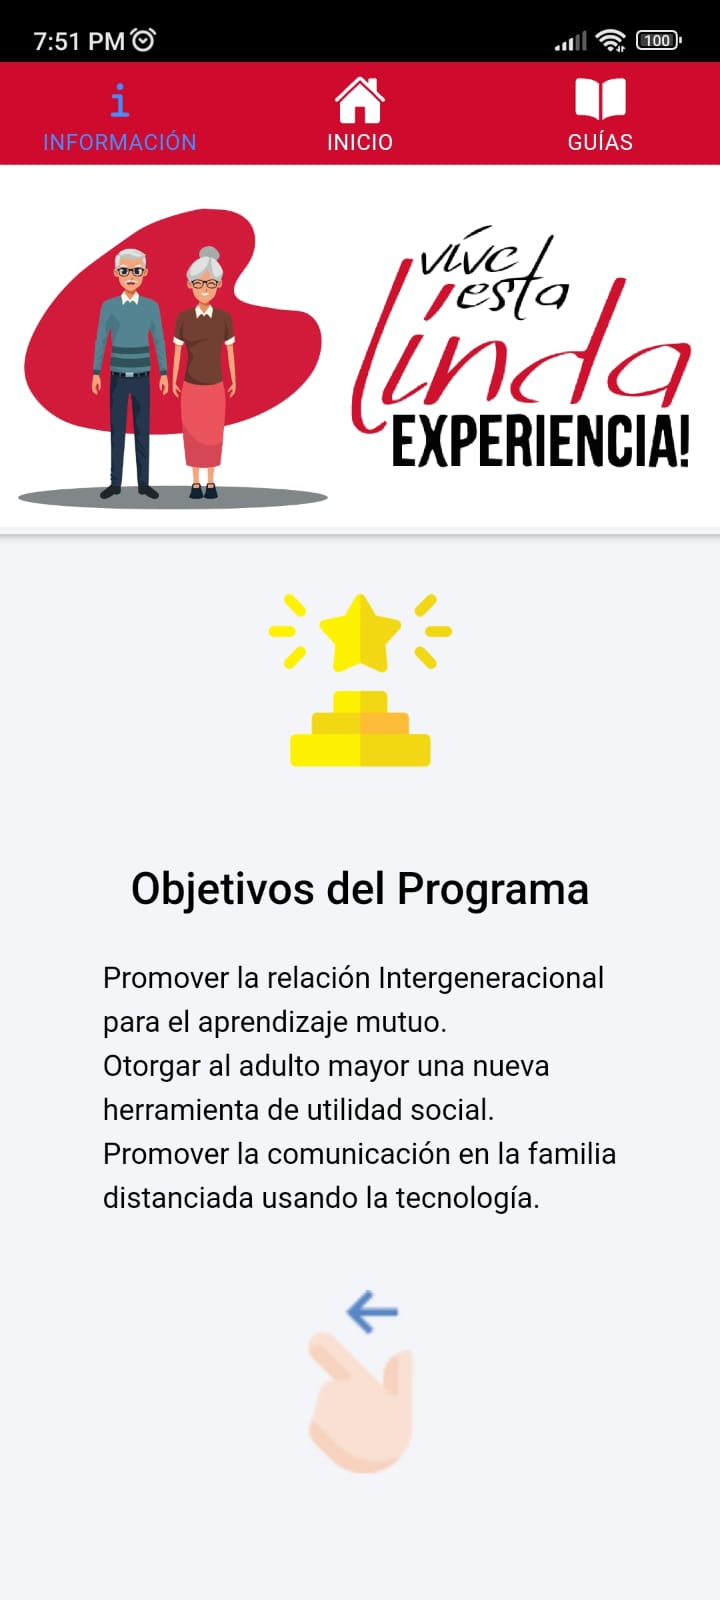 7:51 PM
100
INFORMACIÓN
INICIO
GUÍAS
vive
esta
linda
EXPERIENCIA!
Objetivos del Programa
Promover la relación Intergeneracional
para el aprendizaje mutuo.
Otorgar al adulto mayor una nueva
herramienta de utilidad social.
Promover la comunicación en la familia
distanciada usando la tecnología.